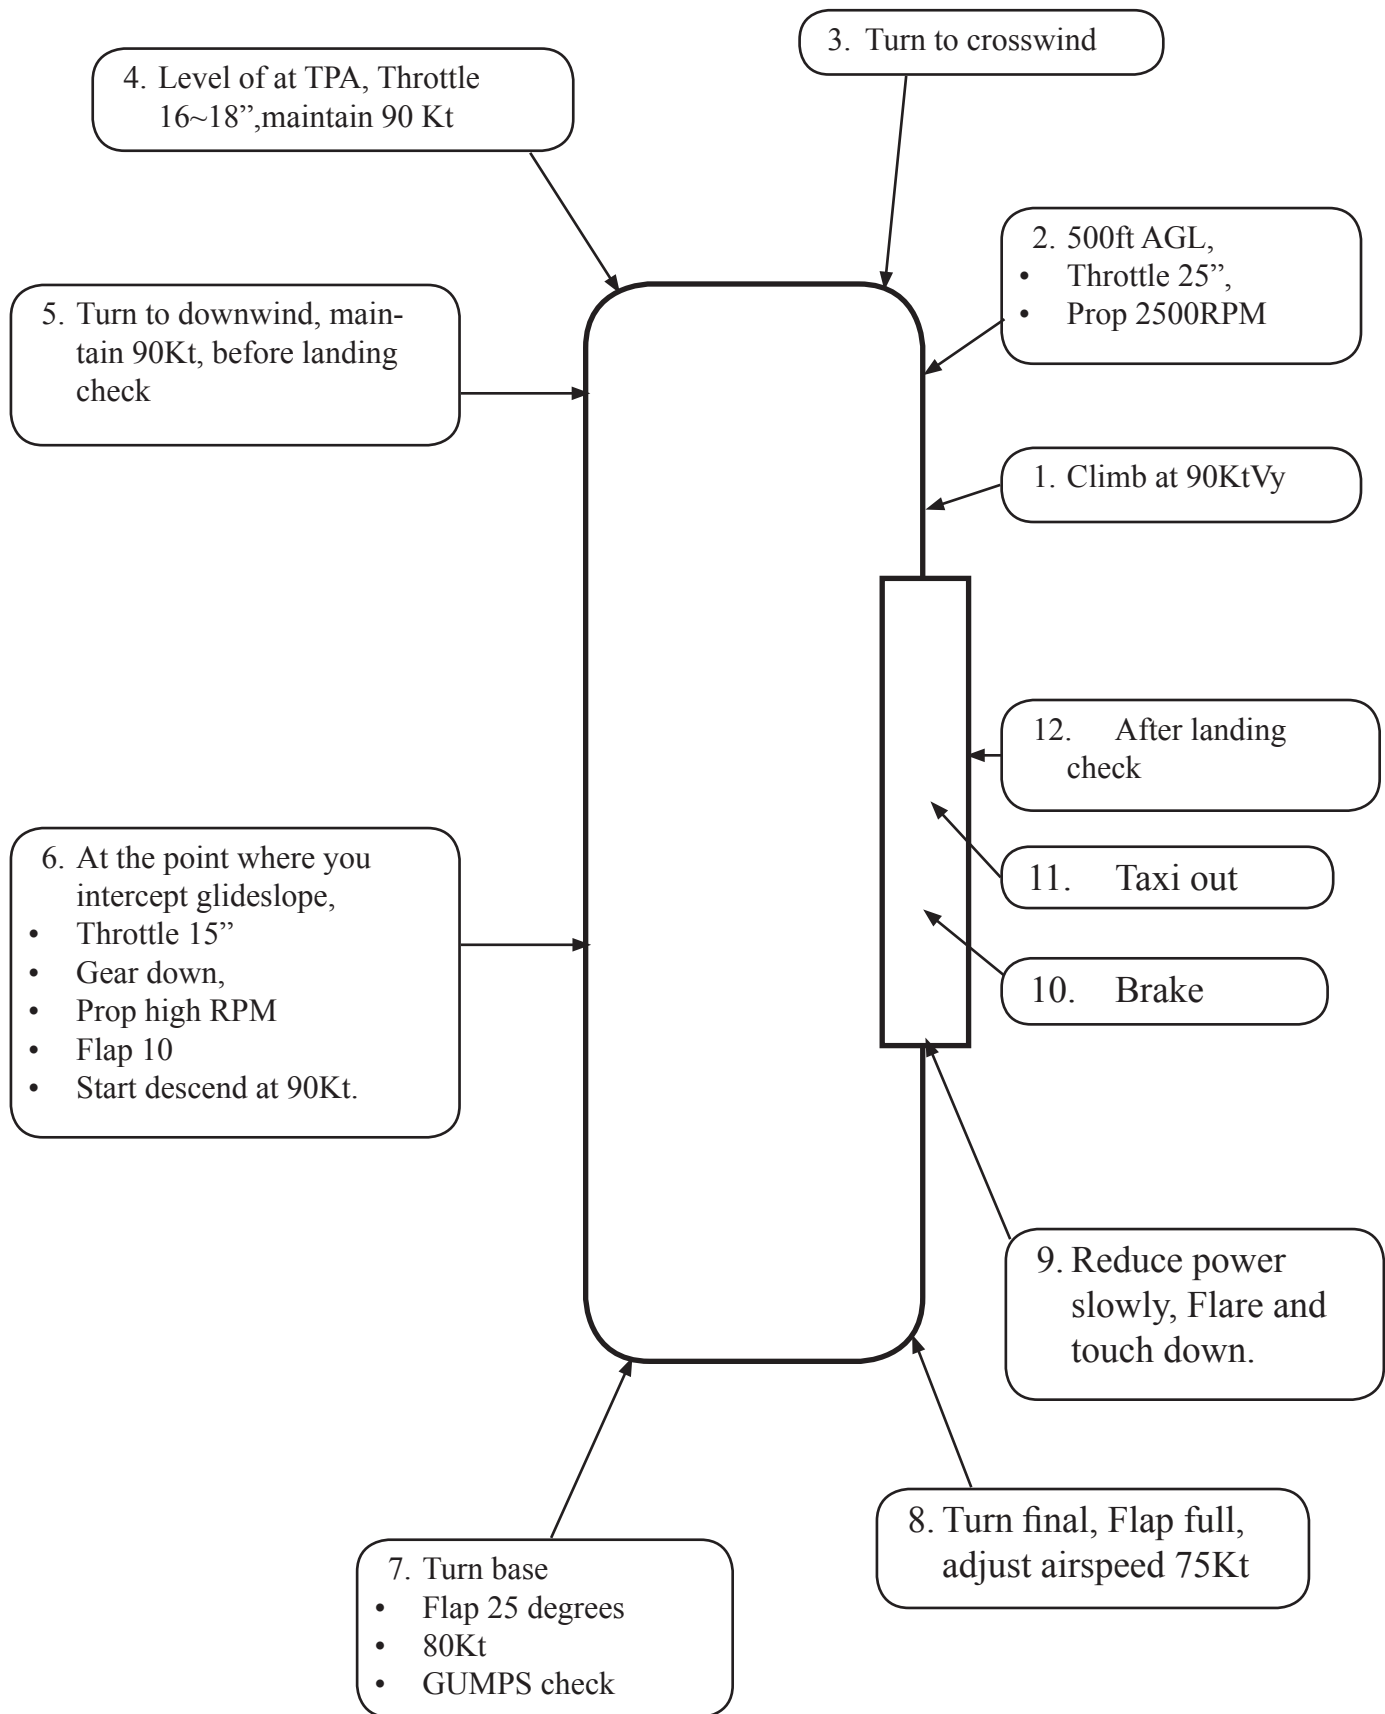 3. Turn to crosswind
4. Level of at TPA, Throttle
16~18”,maintain 90 Kt
2. 500ft AGL,
• Throttle 25”,
• Prop 2500RPM
5. Turn to downwind, main-
tain 90Kt, before landing
check
1. Climb at 90KtVy
12. After landing
check
6. At the point where you
intercept glideslope,
• Throttle 15”
• Gear down,
• Prop high RPM
• Flap 10
• Start descend at 90Kt.
11. Taxi out
10. Brake
9. Reduce power
slowly, Flare and
touch down.
8. Turn final, Flap full,
adjust airspeed 75Kt
7. Turn base
• Flap 25 degrees
• 80Kt
• GUMPS check